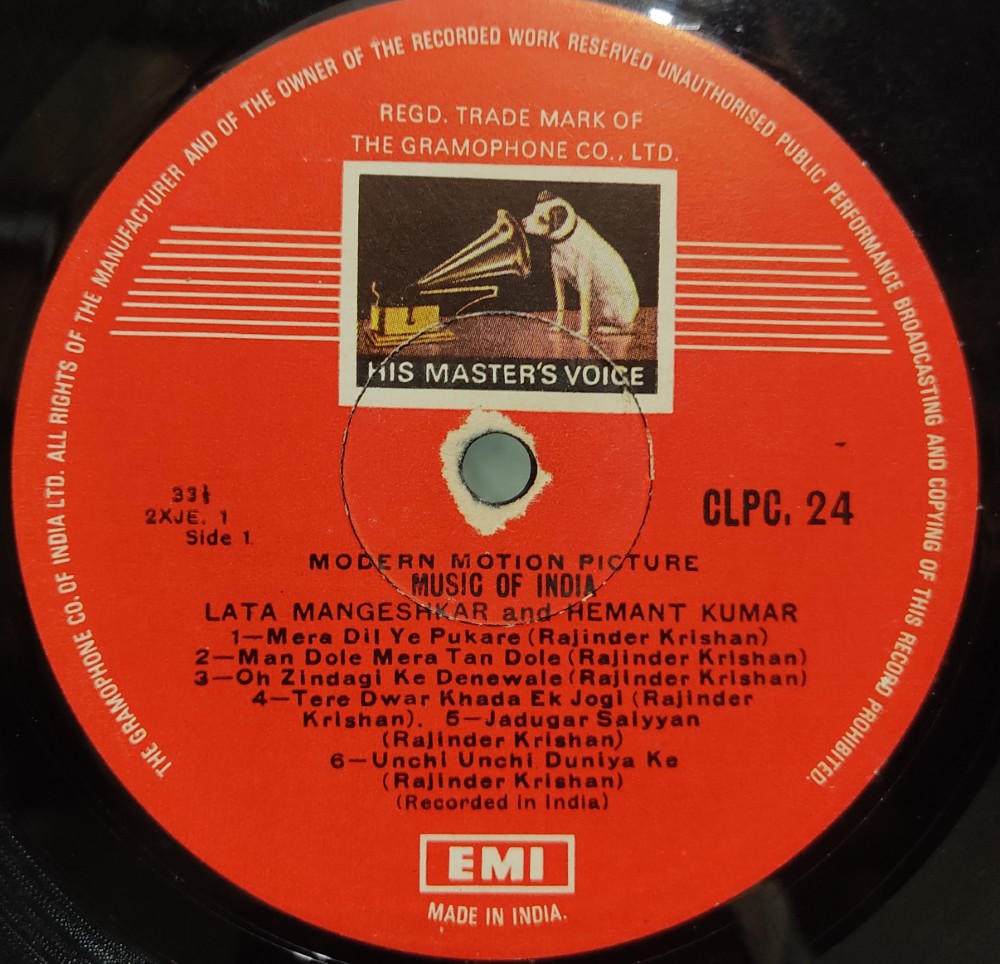 THE GRAMOPHONE CO. OF INDIA LTD. ALL RIGHTS OF THE MANUFACTURER AND OF THE OWNER OF THE RECORDED WORK RESERVED UNAUTHORISED PUBLIC PERFORMANCE BROADCASTING AND COPYING OF THIS RECORD PROHIBITED.
REGD. TRADE MARK OF
THE GRAMOPHONE CO., LTD.
HIS MASTER'S VOICE
33⅓
2XJE. 1
Side 1
CLPC. 24
MODERN MOTION PICTURE
MUSIC OF INDIA
LATA MANGESHKAR and HEMANT KUMAR
1—Mera Dil Ye Pukare (Rajinder Krishan)
2—Man Dole Mera Tan Dole (Rajinder Krishan)
3—Oh Zindagi Ke Denewale (Rajinder Krishan)
4—Tere Dwar Khada Ek Jogi (Rajinder
Krishan). 5—Jadugar Saiyyan
(Rajinder Krishan)
6—Unchi Unchi Duniya Ke
(Rajinder Krishan)
(Recorded in India)
EMI
MADE IN INDIA.